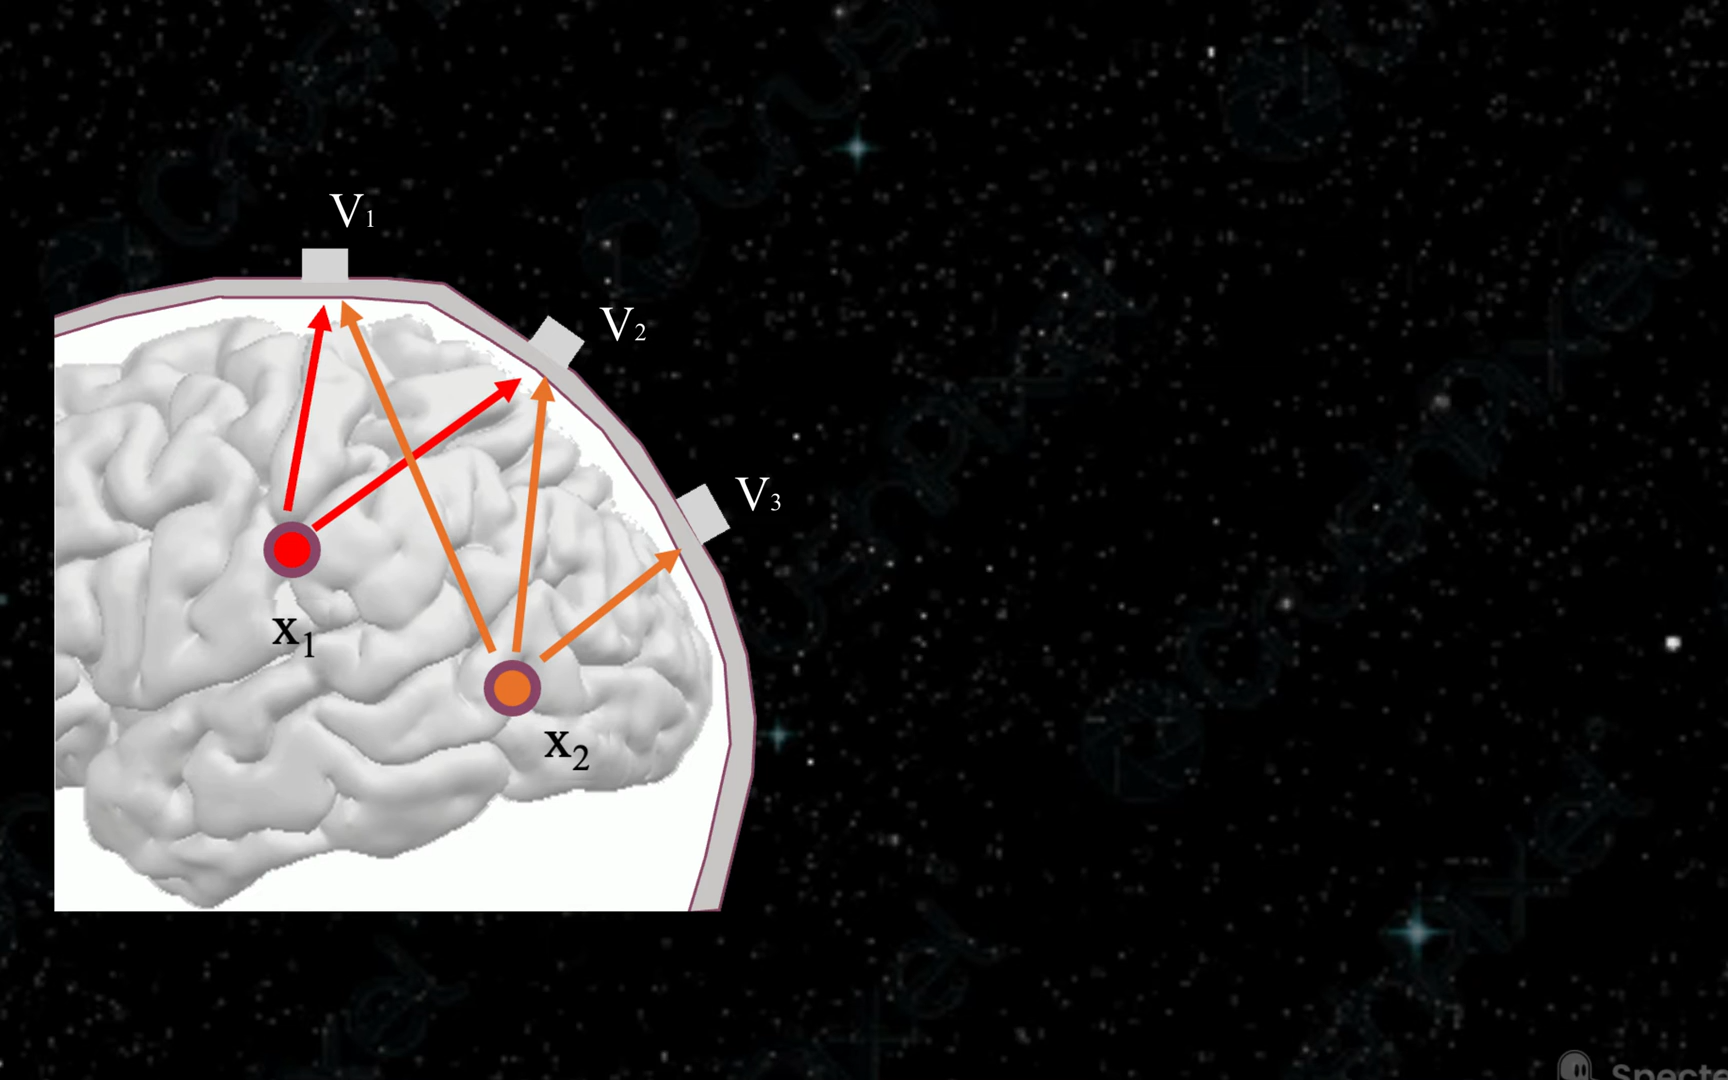 V₁
V₂
V₃
x₁
x₂